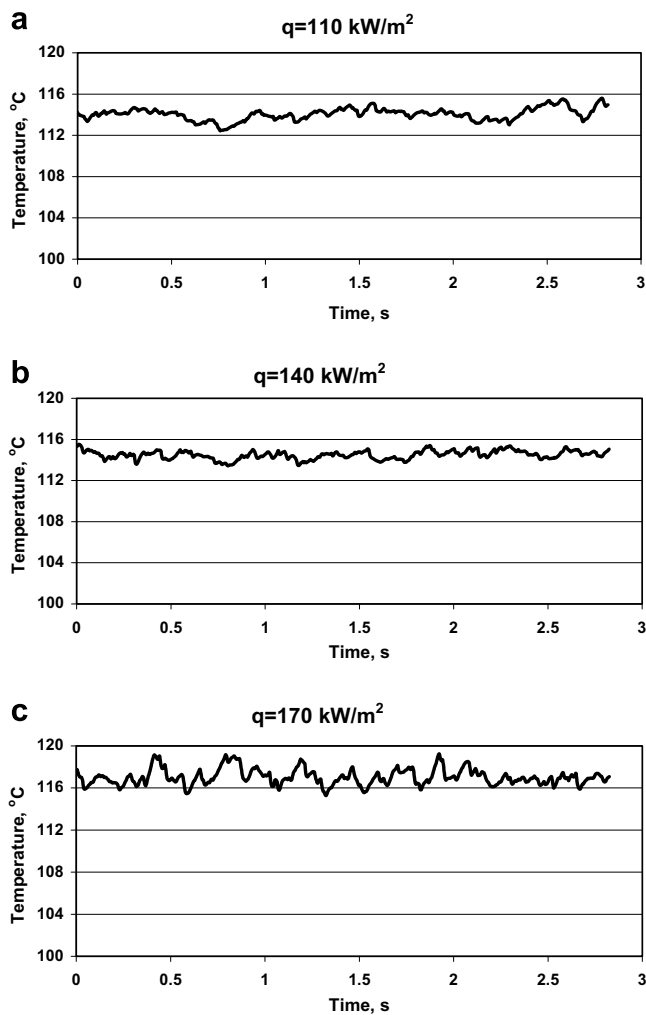 a
q=110 kW/m²
120
116
112
108
104
100
Temperature, °C
0 0.5 1 1.5 2 2.5 3
Time, s
b
q=140 kW/m²
120
116
112
108
104
100
Temperature, °C
0 0.5 1 1.5 2 2.5 3
Time, s
c
q=170 kW/m²
120
116
112
108
104
100
Temperature, °C
0 0.5 1 1.5 2 2.5 3
Time, s